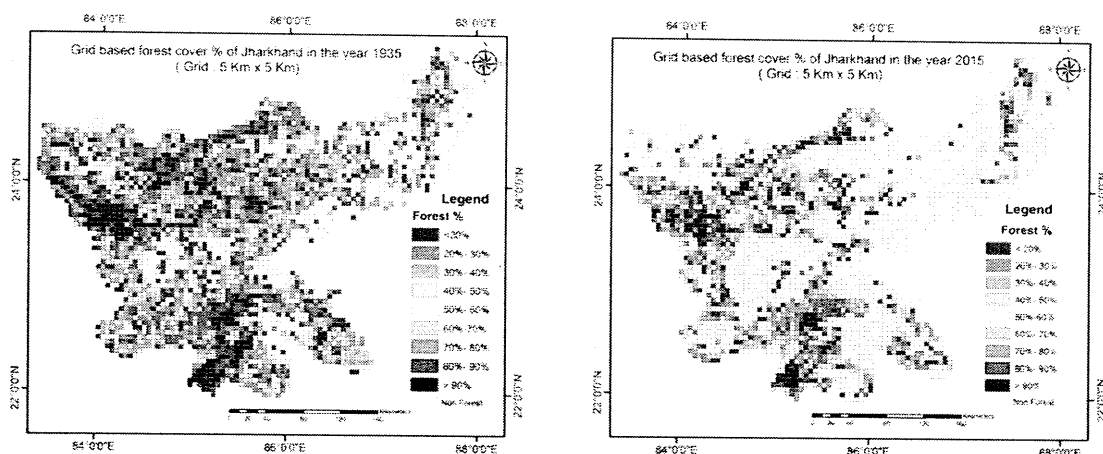 84°0'0"E 86°0'0"E 88°0'0"E
Grid based forest cover % of Jharkhand in the year 1935
( Grid : 5 Km x 5 Km)
24°0'0"N
24°0'0"N
Legend
Forest %
<20%
20%- 30%
30%- 40%
40%- 50%
50%- 60%
60%- 70%
70%- 80%
80%- 90%
> 90%
Non Forest
22°0'0"N
22°0'0"N
84°0'0"E 86°0'0"E 88°0'0"E
84°0'0"E 86°0'0"E 88°0'0"E
Grid based forest cover % of Jharkhand in the year 2015
( Grid : 5 Km x 5 Km)
24°0'0"N
24°0'0"N
Legend
Forest %
< 20%
20%- 30%
30%- 40%
40%- 50%
50%-60%
60%- 70%
70%- 80%
80%- 90%
> 90%
Non Forest
22°0'0"N
22°0'0"N
84°0'0"E 86°0'0"E 88°0'0"E